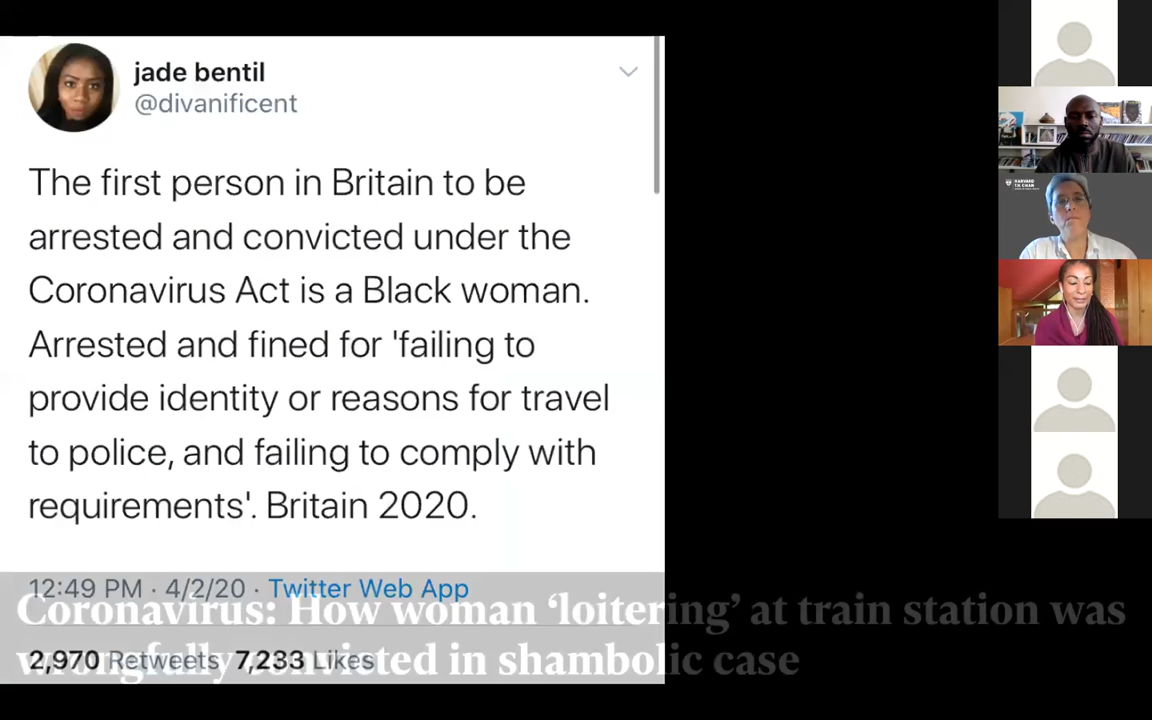 jade bentil
@divanificent
The first person in Britain to be
arrested and convicted under the
Coronavirus Act is a Black woman.
Arrested and fined for 'failing to
provide identity or reasons for travel
to police, and failing to comply with
requirements'. Britain 2020.
12:49 PM · 4/2/20 · Twitter Web App
Coronavirus: How woman ‘loitering’ at train station was
wrongfully convicted in shambolic case
2,970 Retweets 7,233 Likes
HARVARD
T.H. CHAN